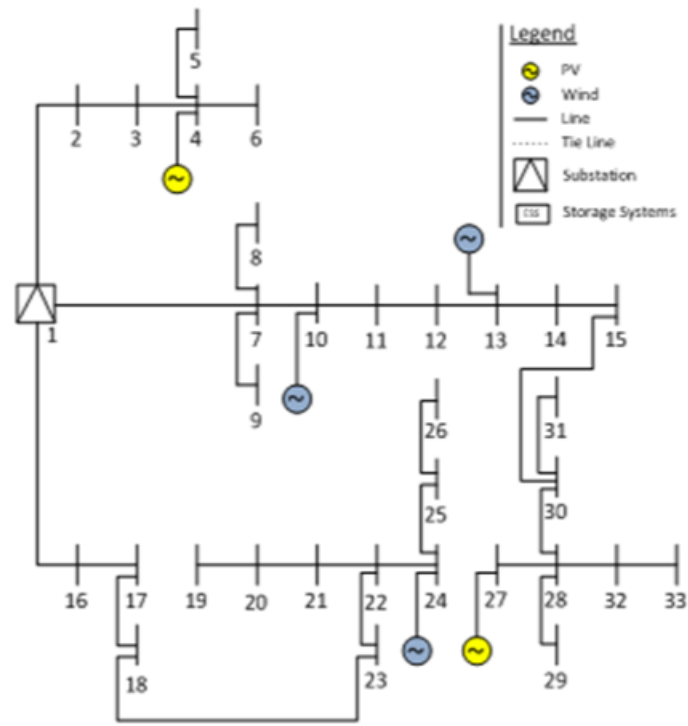 Legend
PV
Wind
Line
Tie Line
Substation
CSS Storage Systems
5
2 3 4 6
8
1 7 10 11 12 13 14 15
9
26 31
25 30
16 17 19 20 21 22 24 27 28 32 33
18 23 29